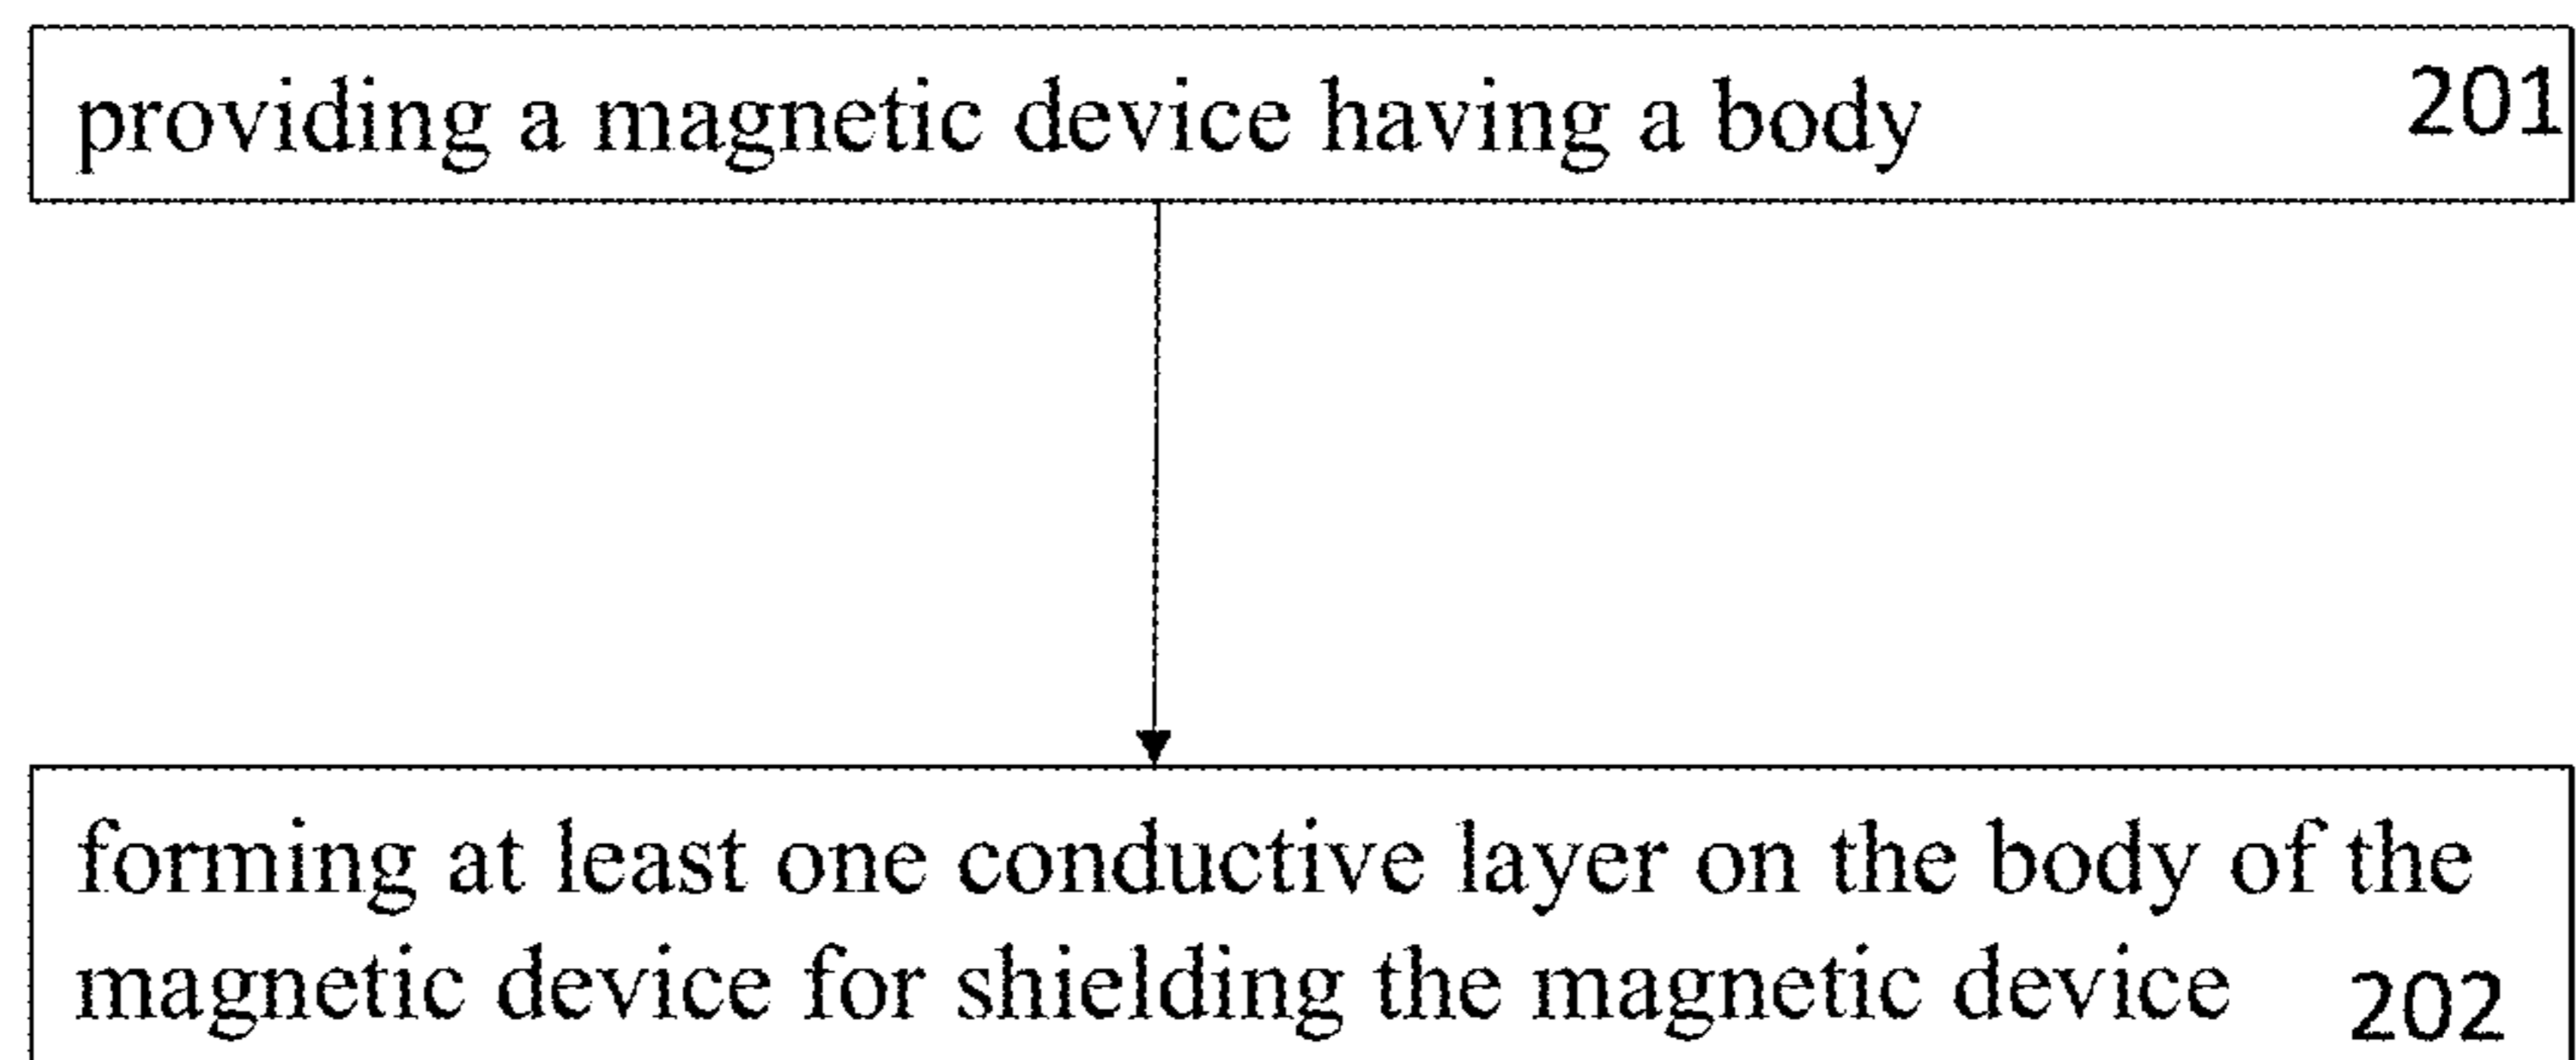 providing a magnetic device having a body 201
forming at least one conductive layer on the body of the
magnetic device for shielding the magnetic device 202